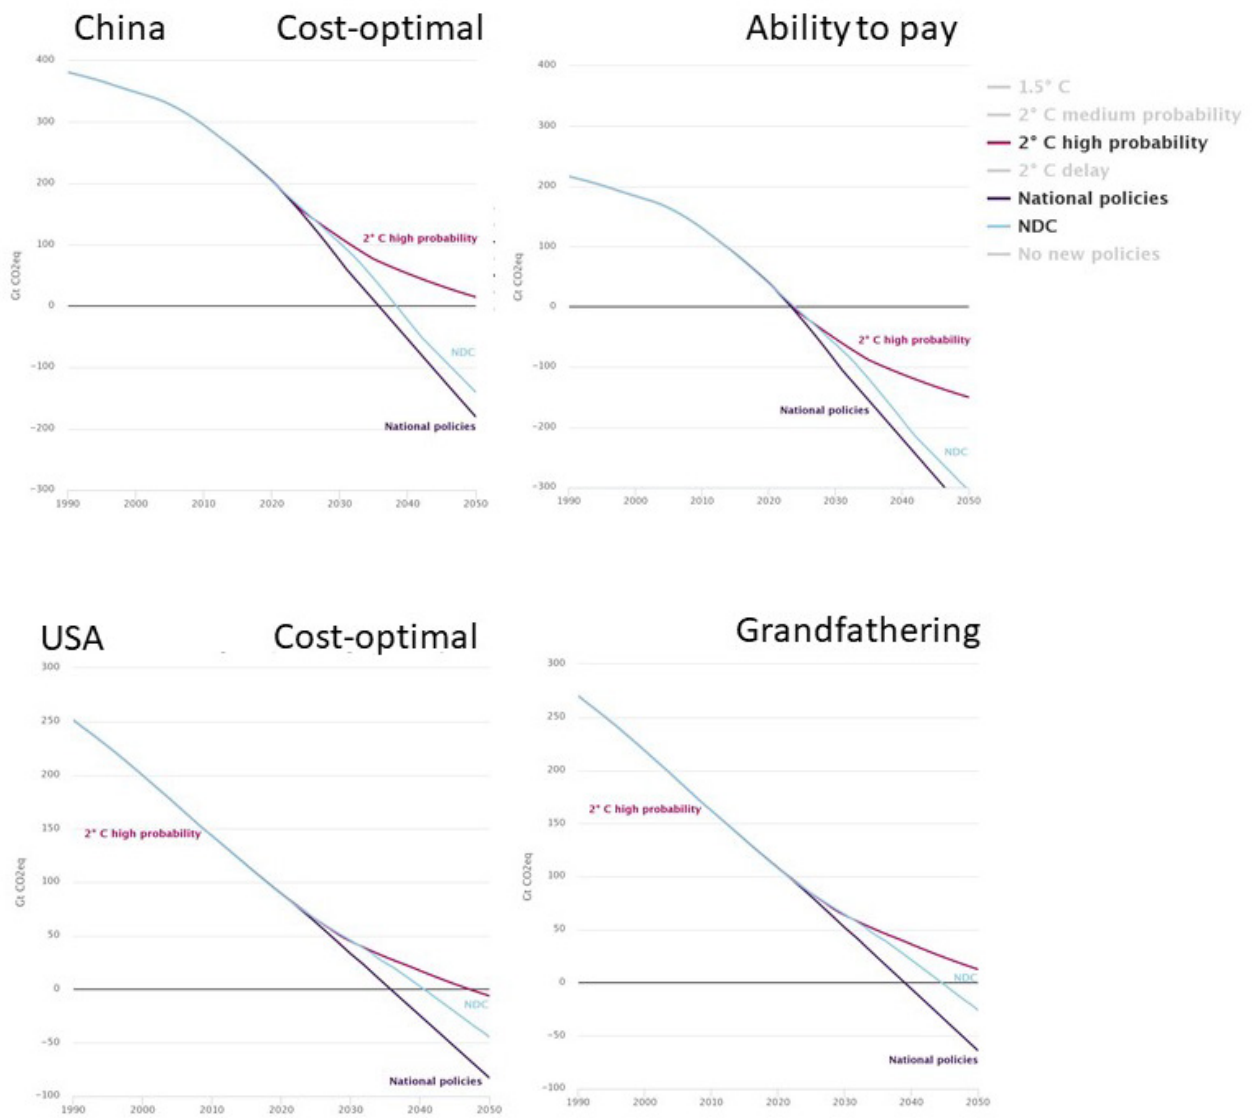 China Cost-optimal
400
300
200
100
0
-100
-200
-300
Gt CO2eq
2° C high probability
NDC
National policies
1990 2000 2010 2020 2030 2040 2050
Ability to pay
400
300
200
100
0
-100
-200
-300
Gt CO2eq
2° C high probability
National policies
NDC
1990 2000 2010 2020 2030 2040 2050
1.5° C
2° C medium probability
2° C high probability
2° C delay
National policies
NDC
No new policies
USA Cost-optimal
300
250
200
150
100
50
0
-50
-100
Gt CO2eq
2° C high probability
NDC
National policies
1990 2000 2010 2020 2030 2040 2050
Grandfathering
300
250
200
150
100
50
0
-50
-100
Gt CO2eq
2° C high probability
NDC
National policies
1990 2000 2010 2020 2030 2040 2050